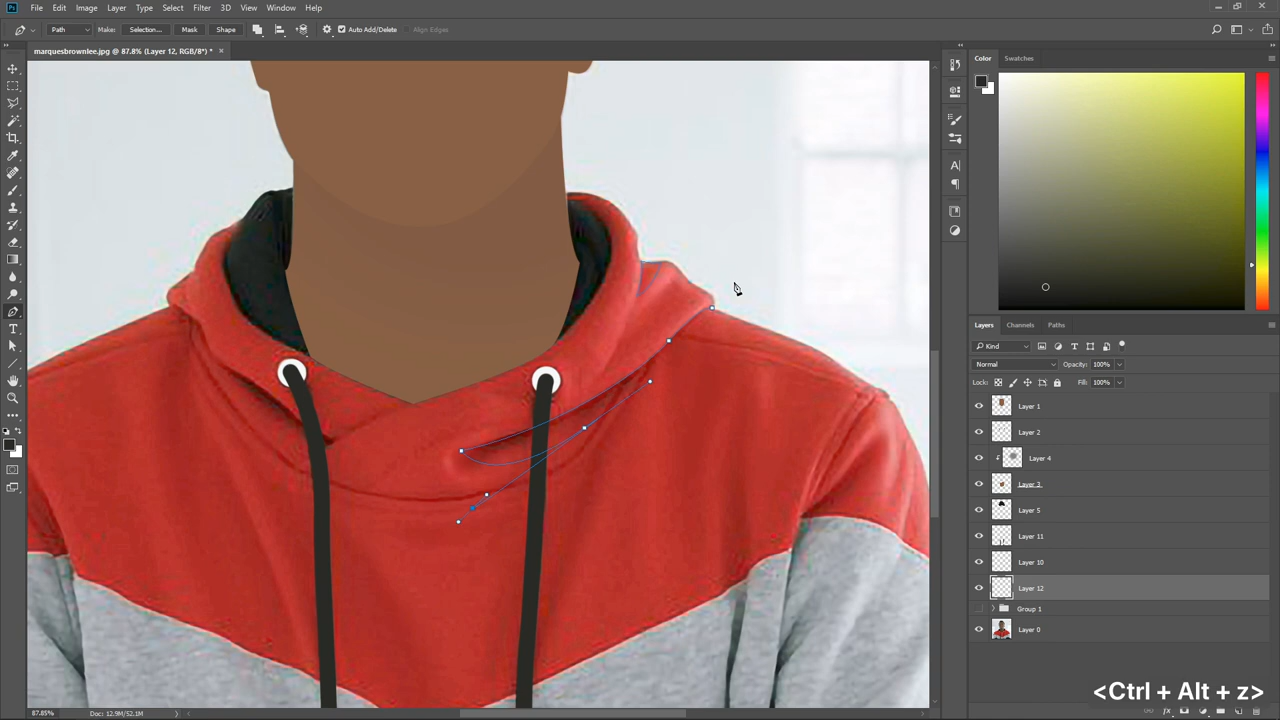 File Edit Image Layer Type Select Filter 3D View Window Help
Path Make: Selection... Mask Shape Auto Add/Delete Align Edges
marquesbrownlee.jpg @ 87.8% (Layer 12, RGB/8*) *
Color Swatches
Layers Channels Paths
Kind
Normal Opacity: 100%
Lock: Fill: 100%
Layer 1
Layer 2
Layer 4
Layer 3
Layer 5
Layer 11
Layer 10
Layer 12
Group 1
Layer 0
<Ctrl + Alt + z>
87.85% Doc: 12.9M/52.1M